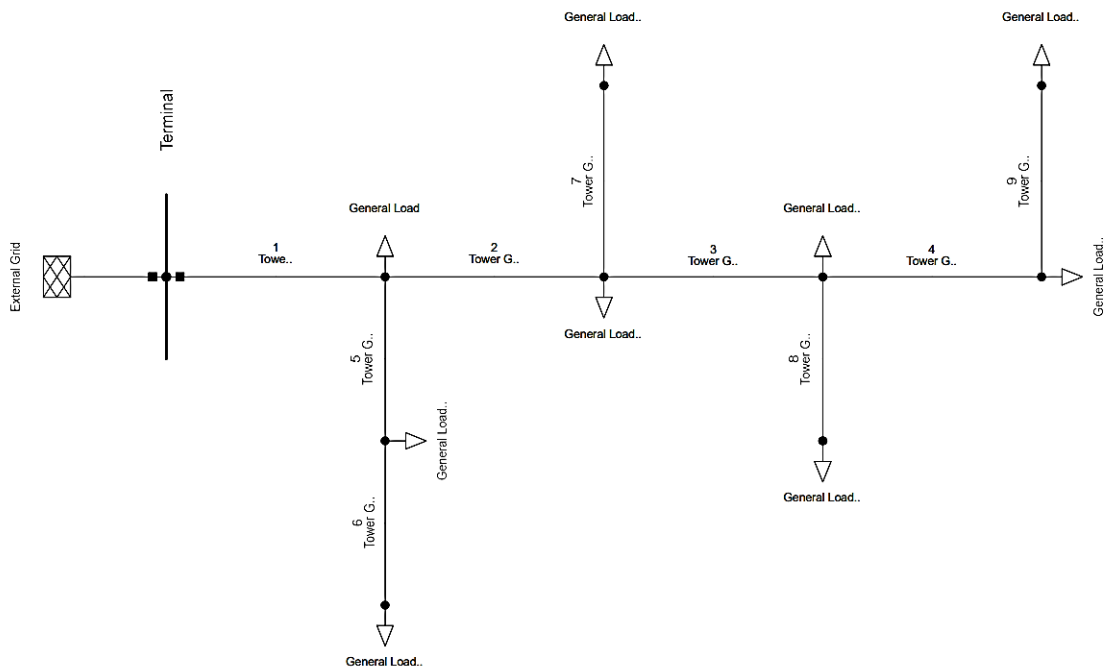 General Load..
General Load..
Terminal
General Load
General Load..
7
Tower G..
9
Tower G..
External Grid
1
Towe..
2
Tower G..
3
Tower G..
4
Tower G..
General Load..
General Load..
5
Tower G..
8
Tower G..
General Load..
General Load..
6
Tower G..
General Load..